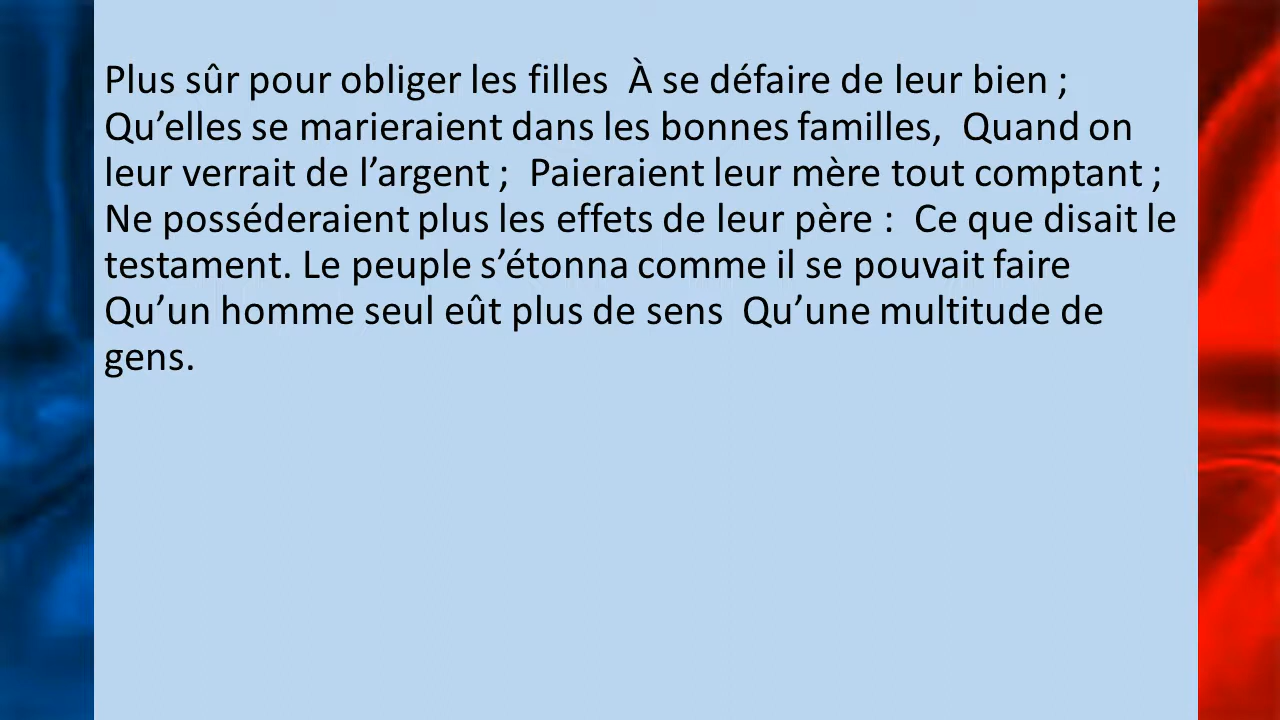 Plus sûr pour obliger les filles  À se défaire de leur bien ;
Qu’elles se marieraient dans les bonnes familles,  Quand on
leur verrait de l’argent ;  Paieraient leur mère tout comptant ;
Ne posséderaient plus les effets de leur père :  Ce que disait le
testament. Le peuple s’étonna comme il se pouvait faire
Qu’un homme seul eût plus de sens  Qu’une multitude de
gens.